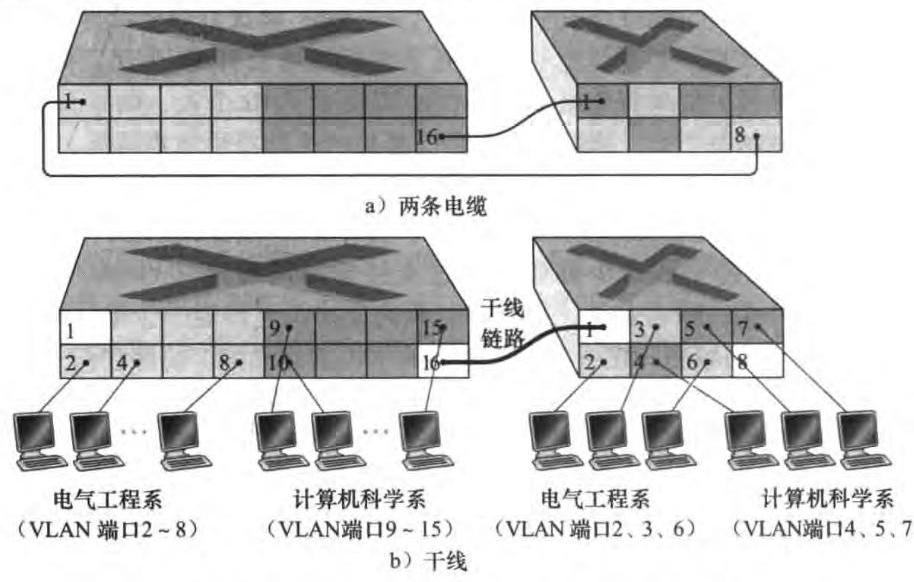 1
16
1
8
a）两条电缆
干线
链路
1
9
15
2
4
8
10
16
1
3
5
7
2
4
6
8
… … 
电气工程系
（VLAN 端口2~8）
计算机科学系
（VLAN端口9~15）
电气工程系
（VLAN端口2、3、6）
计算机科学系
（VLAN端口4、5、7
b）干线